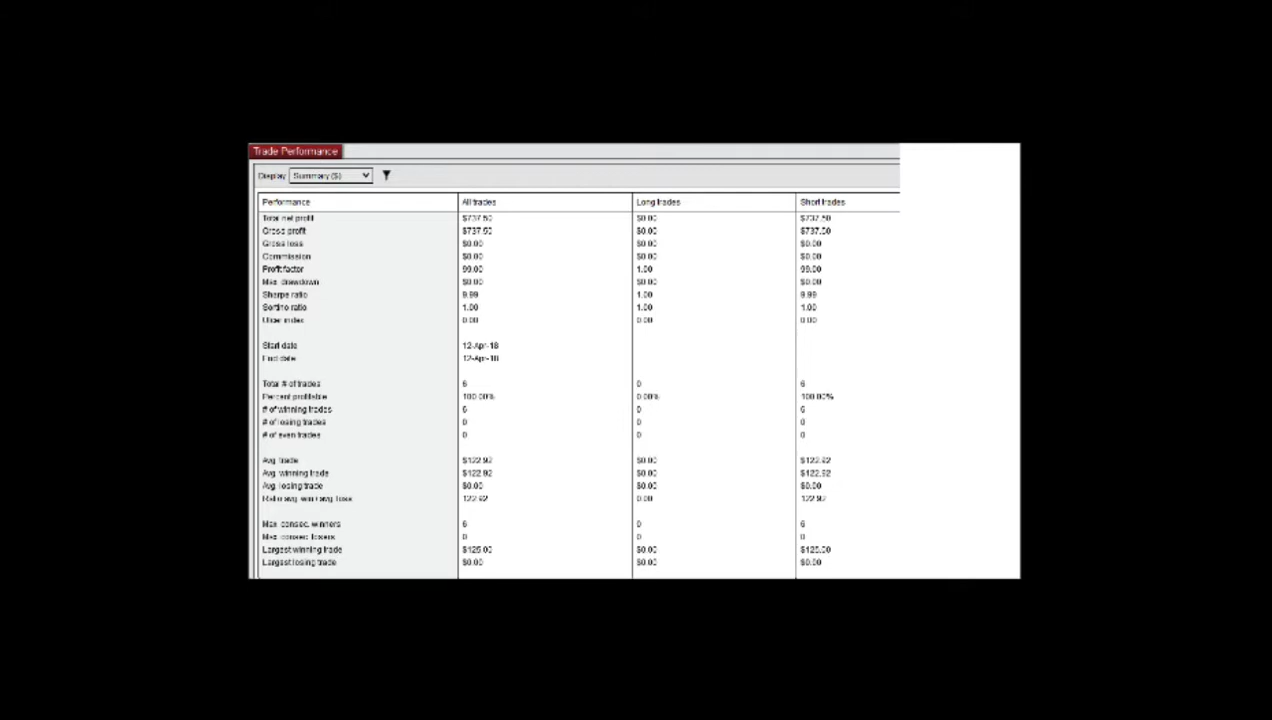 Trade Performance
Display Summary ($)
Performance All trades Long trades Short trades
Total net profit $737.50 $0.00 $737.50
Gross profit $737.50 $0.00 $737.50
Gross loss $0.00 $0.00 $0.00
Commission $0.00 $0.00 $0.00
Profit factor 99.00 1.00 99.00
Max. drawdown $0.00 $0.00 $0.00
Sharpe ratio 9.99 1.00 9.99
Sortino ratio 1.00 1.00 1.00
Ulcer index 0.00 0.00 0.00
Start date 12-Apr-18
End date 12-Apr-18
Total # of trades 6 0 6
Percent profitable 100.00% 0.00% 100.00%
# of winning trades 6 0 6
# of losing trades 0 0 0
# of even trades 0 0 0
Avg. trade $122.92 $0.00 $122.92
Avg. winning trade $122.92 $0.00 $122.92
Avg. losing trade $0.00 $0.00 $0.00
Ratio avg. win / avg. loss 122.92 0.00 122.92
Max. consec. winners 6 0 6
Max. consec. losers 0 0 0
Largest winning trade $125.00 $0.00 $125.00
Largest losing trade $0.00 $0.00 $0.00